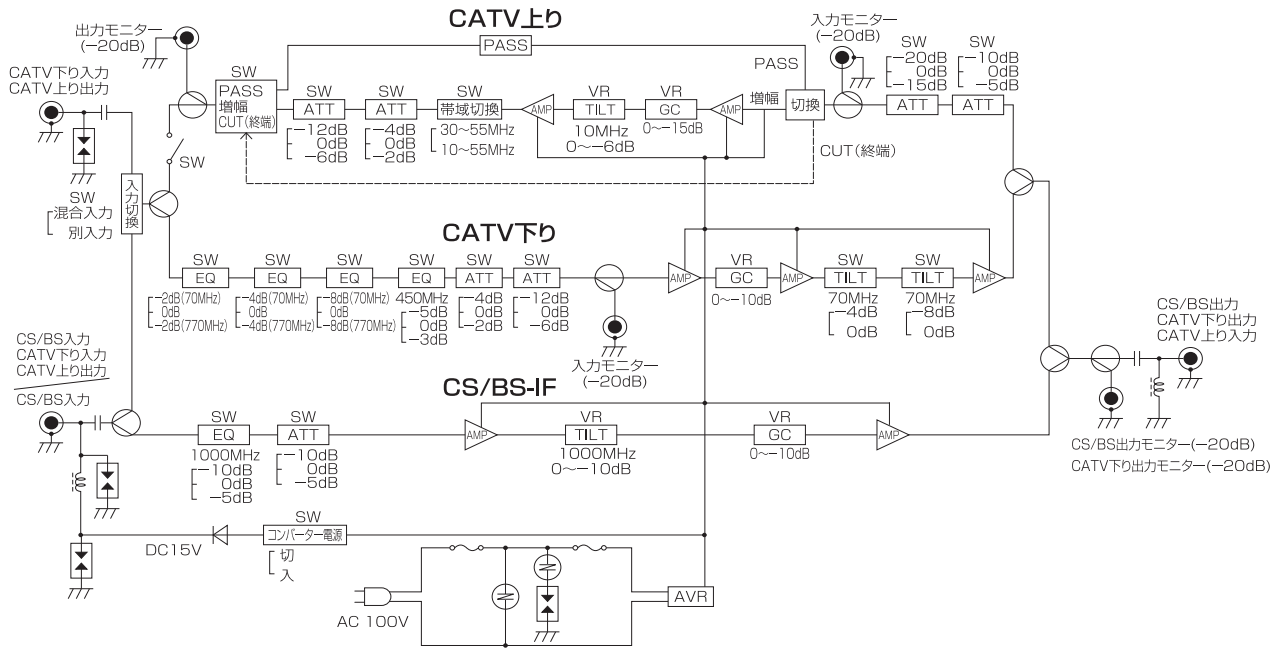 CATV上り
出力モニター
(−20dB)
入力モニター
(−20dB)
PASS
PASS
CATV下り入力
CATV上り出力
SW
PASS
増幅
CUT(終端)
SW
ATT
−12dB
0dB
−6dB
SW
ATT
−4dB
0dB
−2dB
SW
帯域切換
30〜55MHz
10〜55MHz
AMP
VR
TILT
10MHz
0〜−6dB
VR
GC
0〜−15dB
AMP
増幅
切換
CUT(終端)
SW
−20dB
0dB
−15dB
ATT
SW
−10dB
0dB
−5dB
ATT
SW
入力切換
SW
混合入力
別入力
CATV下り
SW
EQ
−2dB(70MHz)
0dB
−2dB(770MHz)
SW
EQ
−4dB(70MHz)
0dB
−4dB(770MHz)
SW
EQ
−8dB(70MHz)
0dB
−8dB(770MHz)
SW
EQ
450MHz
−5dB
0dB
−3dB
SW
ATT
−4dB
0dB
−2dB
SW
ATT
−12dB
0dB
−6dB
入力モニター
(−20dB)
AMP
VR
GC
0〜−10dB
AMP
SW
TILT
70MHz
−4dB
0dB
SW
TILT
70MHz
−8dB
0dB
AMP
CS/BS出力
CATV下り出力
CATV上り入力
CS/BS入力
CATV下り入力
CATV上り出力
CS/BS入力
CS/BS-IF
SW
EQ
1000MHz
−10dB
0dB
−5dB
SW
ATT
−10dB
0dB
−5dB
AMP
VR
TILT
1000MHz
0〜−10dB
VR
GC
0〜−10dB
AMP
CS/BS出力モニター(−20dB)
CATV下り出力モニター(−20dB)
DC15V
SW
コンバーター電源
切
入
AC 100V
AVR